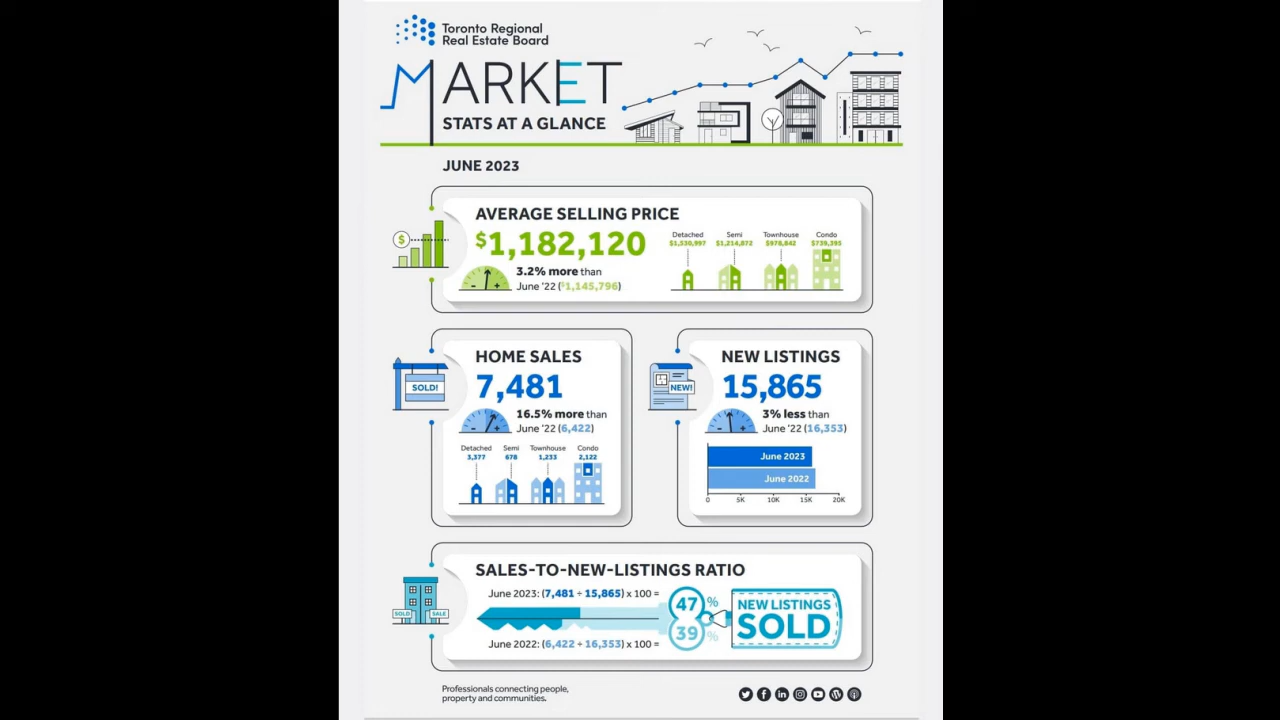 Toronto Regional
Real Estate Board
MARKET
STATS AT A GLANCE
JUNE 2023
AVERAGE SELLING PRICE
$1,182,120
3.2% more than
June '22 ($1,145,796)
$
- +
Detached Semi Townhouse Condo
$1,530,997 $1,214,872 $970,842 $739,395
HOME SALES
7,481
SOLD!
16.5% more than
June '22 (6,422)
- +
Detached Semi Townhouse Condo
3,377 678 1,233 2,122
NEW LISTINGS
15,865
NEW!
3% less than
June '22 (16,353)
- +
June 2023
June 2022
0 5K 10K 15K 20K
SALES-TO-NEW-LISTINGS RATIO
June 2023: (7,481 ÷ 15,865) x 100 =
47 %
39 %
June 2022: (6,422 ÷ 16,353) x 100 =
NEW LISTINGS
SOLD
SOLD SALE
Professionals connecting people,
property and communities.